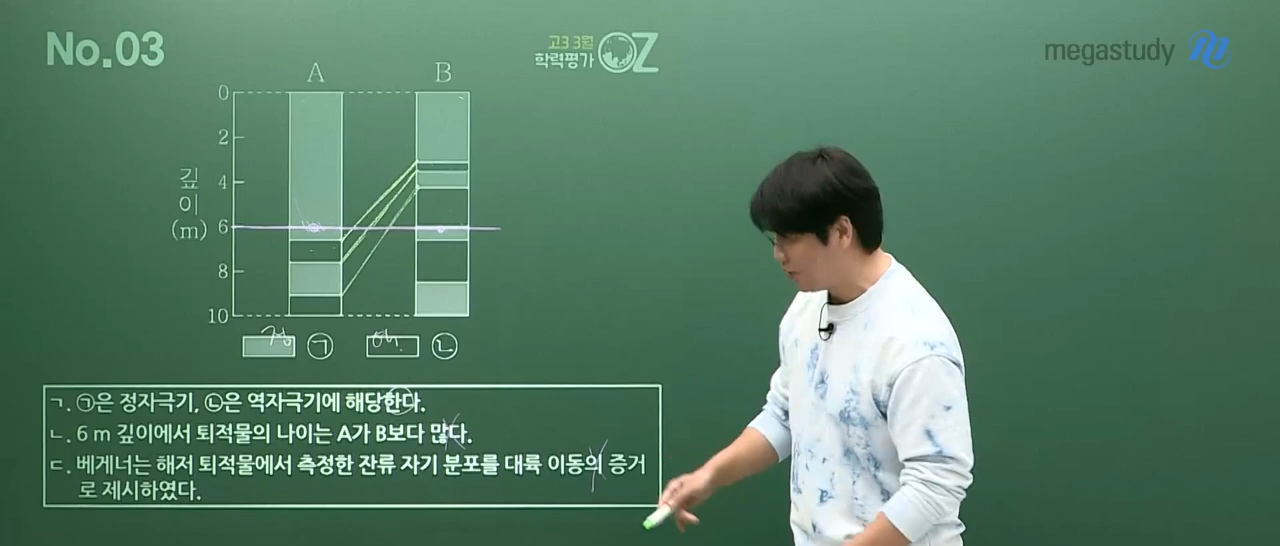 No.03
고3 3월
학력평가 OZ
megastudy
A B
0
2
4
깊
이
(m)
6
8
10
정 ㉠ 역 ㉡
ㄱ. ㉠은 정자극기, ㉡은 역자극기에 해당한다.
ㄴ. 6 m 깊이에서 퇴적물의 나이는 A가 B보다 많다.
ㄷ. 베게너는 해저 퇴적물에서 측정한 잔류 자기 분포를 대륙 이동의 증거
로 제시하였다.